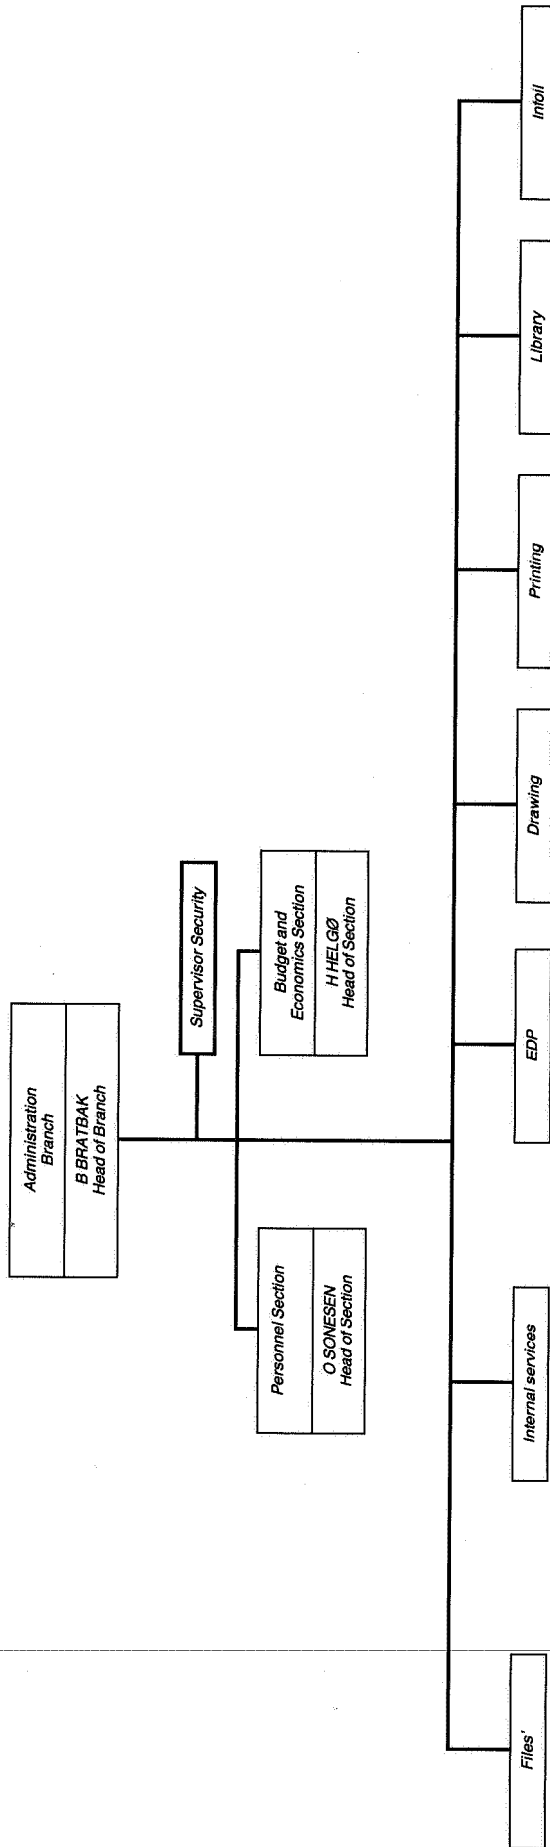 Administration
Branch
B BRATBAK
Head of Branch
Supervisor Security
Personnel Section
O SONESEN
Head of Section
Budget and
Economics Section
H HELGØ
Head of Section
Files'
Internal services
EDP
Drawing
Printing
Library
Infoil